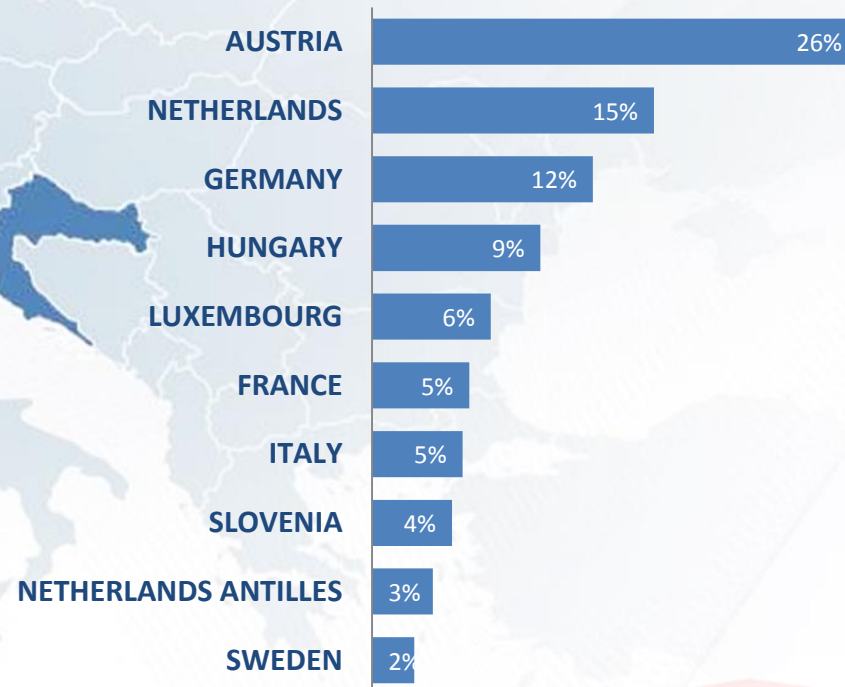 AUSTRIA 26%
NETHERLANDS 15%
GERMANY 12%
HUNGARY 9%
LUXEMBOURG 6%
FRANCE 5%
ITALY 5%
SLOVENIA 4%
NETHERLANDS ANTILLES 3%
SWEDEN 2%